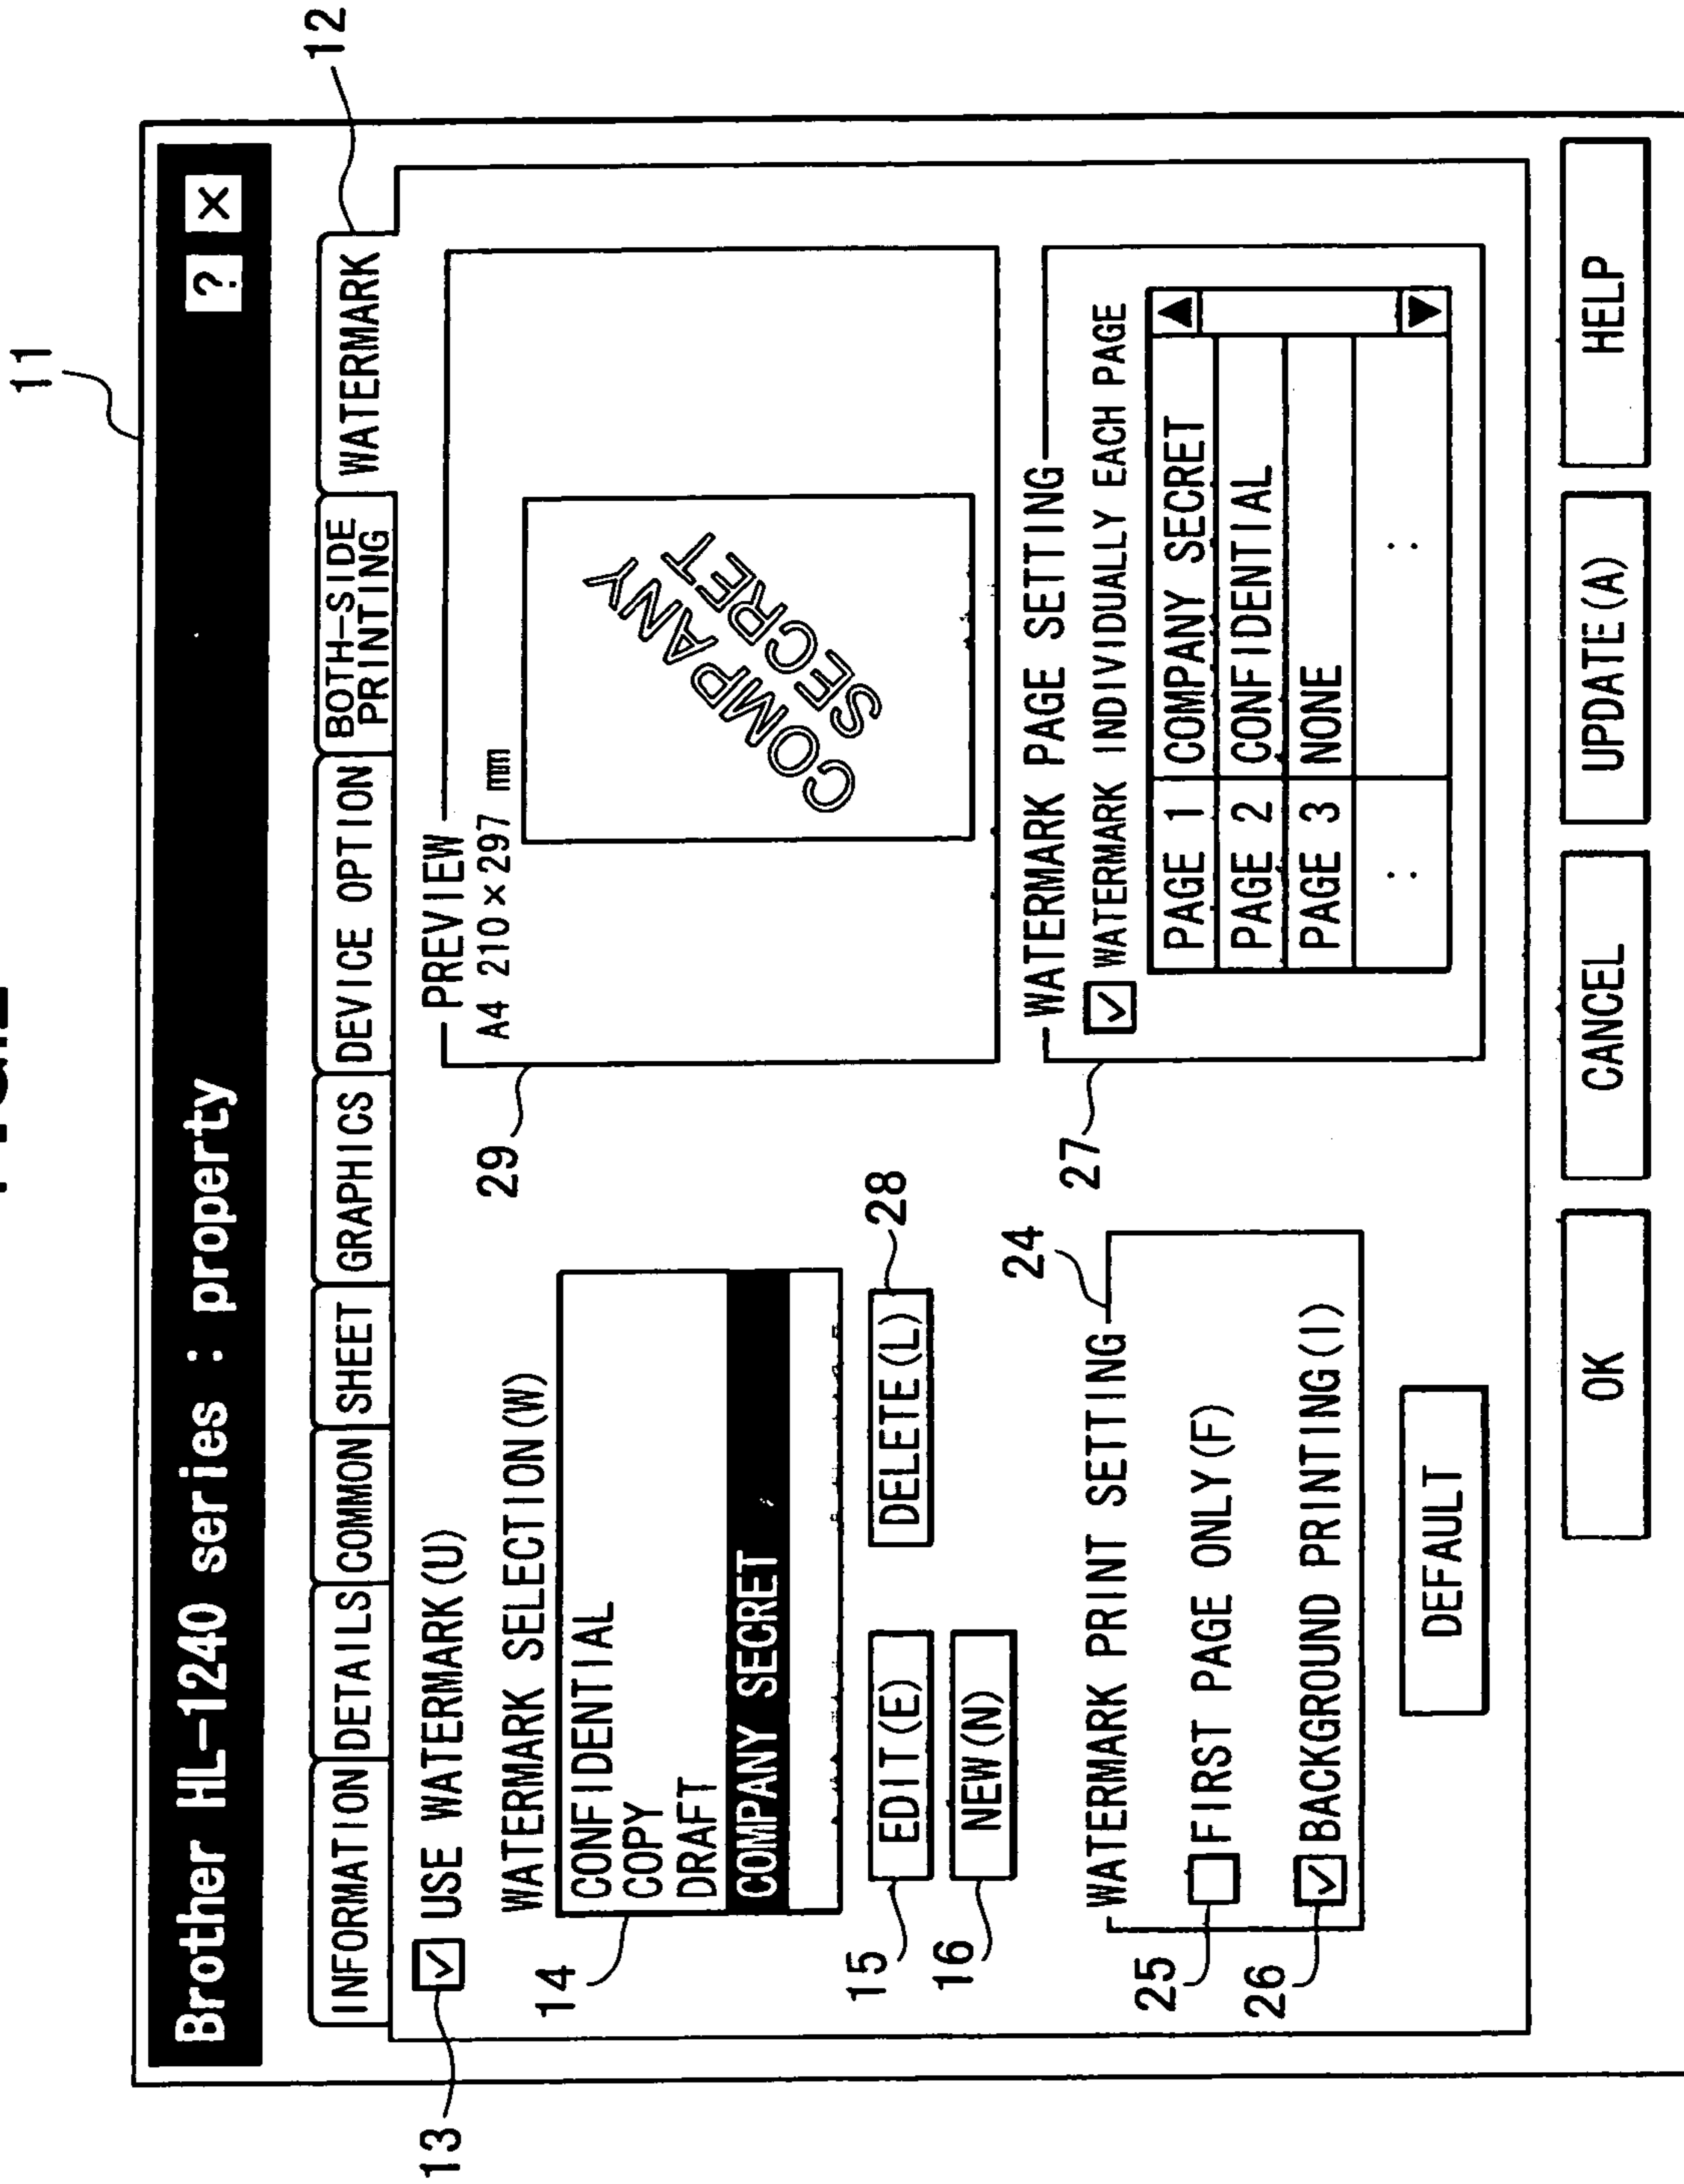 11
Brother HL-1240 series : property ? ×
12
INFORMATION DETAILS COMMON SHEET GRAPHICS DEVICE OPTION BOTH-SIDE PRINTING WATERMARK
13
USE WATERMARK(U)
WATERMARK SELECTION(W)
14
CONFIDENTIAL
COPY
DRAFT
COMPANY SECRET
15
EDIT(E)
DELETE(L)
28
16
NEW(N)
WATERMARK PRINT SETTING
24
25
FIRST PAGE ONLY(F)
26
BACKGROUND PRINTING(I)
DEFAULT
29
PREVIEW
A4 210×297 mm
COMPANY
SECRET
27
WATERMARK PAGE SETTING
WATERMARK INDIVIDUALLY EACH PAGE
PAGE 1 COMPANY SECRET
PAGE 2 CONFIDENTIAL
PAGE 3 NONE
: :
OK CANCEL UPDATE(A) HELP